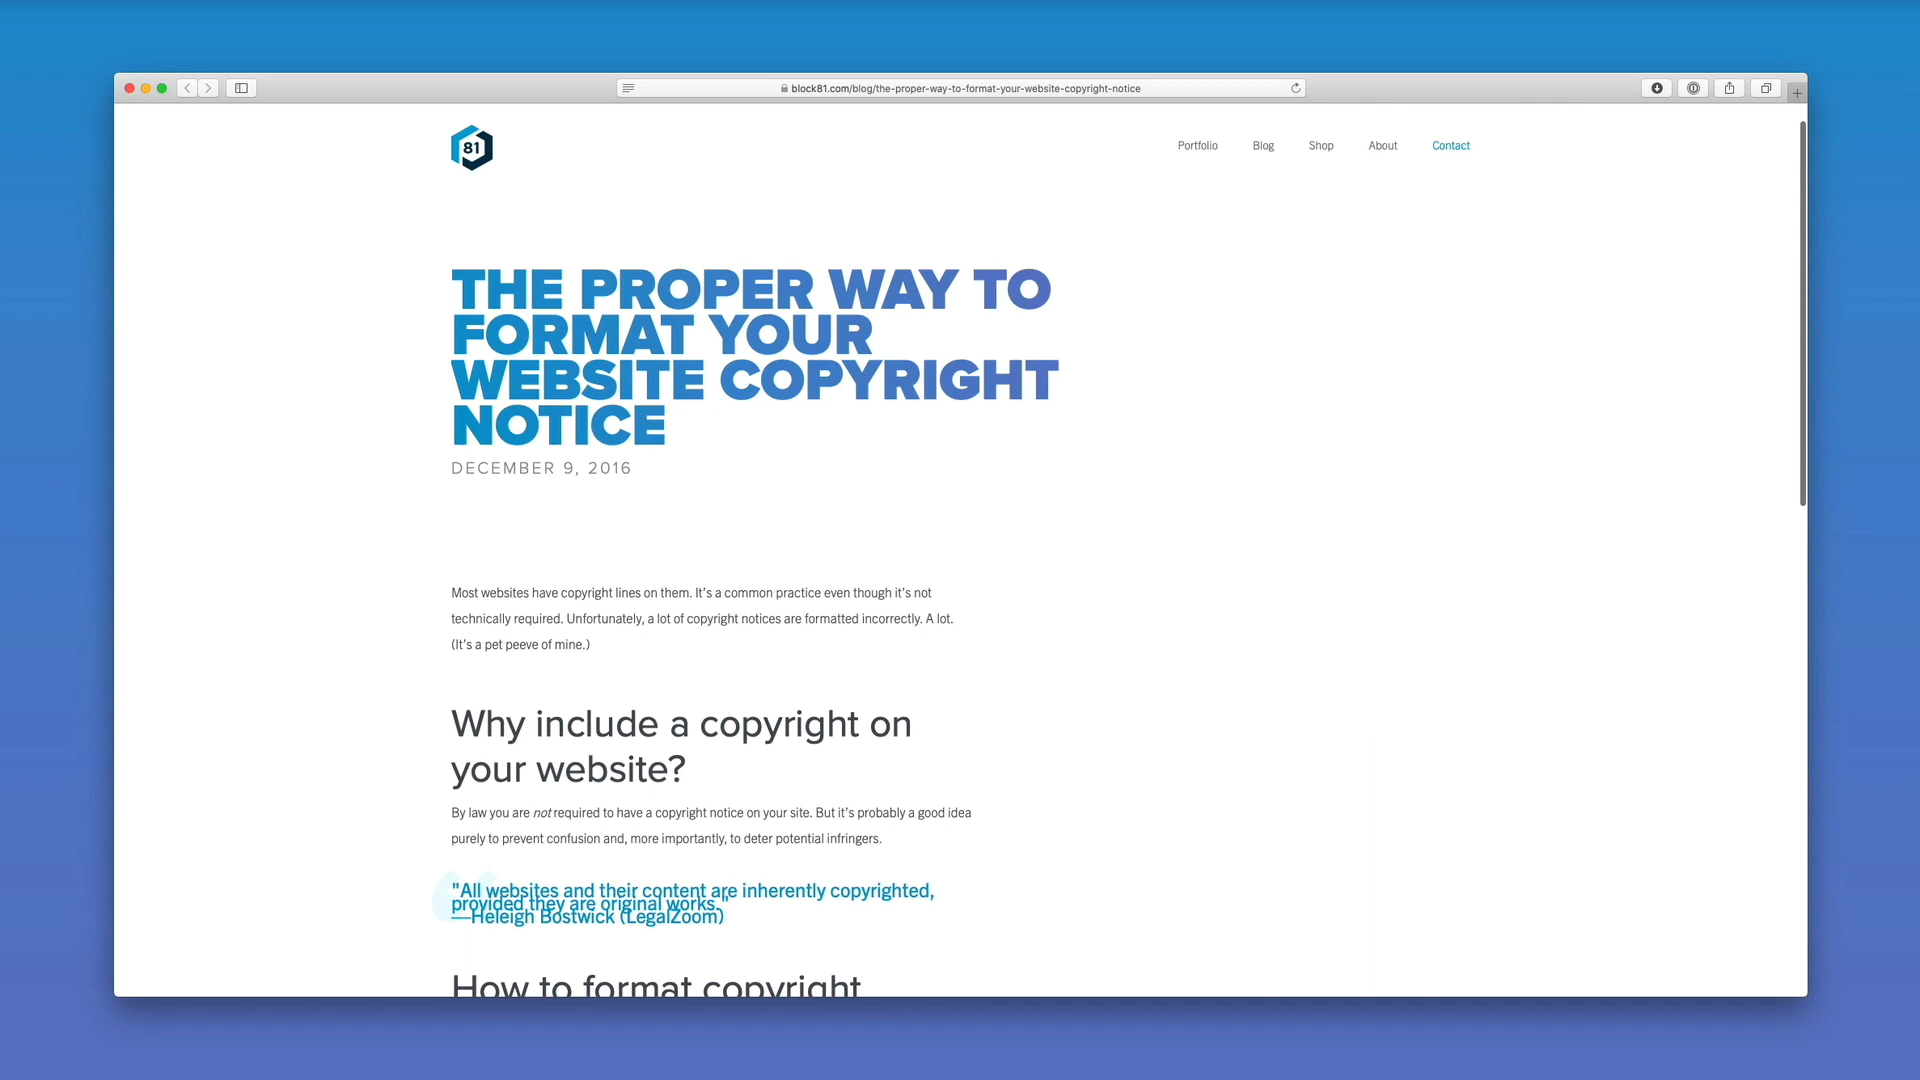 block81.com/blog/the-proper-way-to-format-your-website-copyright-notice
81
Portfolio Blog Shop About Contact
THE PROPER WAY TO
FORMAT YOUR
WEBSITE COPYRIGHT
NOTICE
DECEMBER 9, 2016
Most websites have copyright lines on them. It’s a common practice even though it’s not
technically required. Unfortunately, a lot of copyright notices are formatted incorrectly. A lot.
(It’s a pet peeve of mine.)
Why include a copyright on
your website?
By law you are not required to have a copyright notice on your site. But it’s probably a good idea
purely to prevent confusion and, more importantly, to deter potential infringers.
"All websites and their content are inherently copyrighted,
provided they are original works."
—Heleigh Bostwick (LegalZoom)
How to format copyright